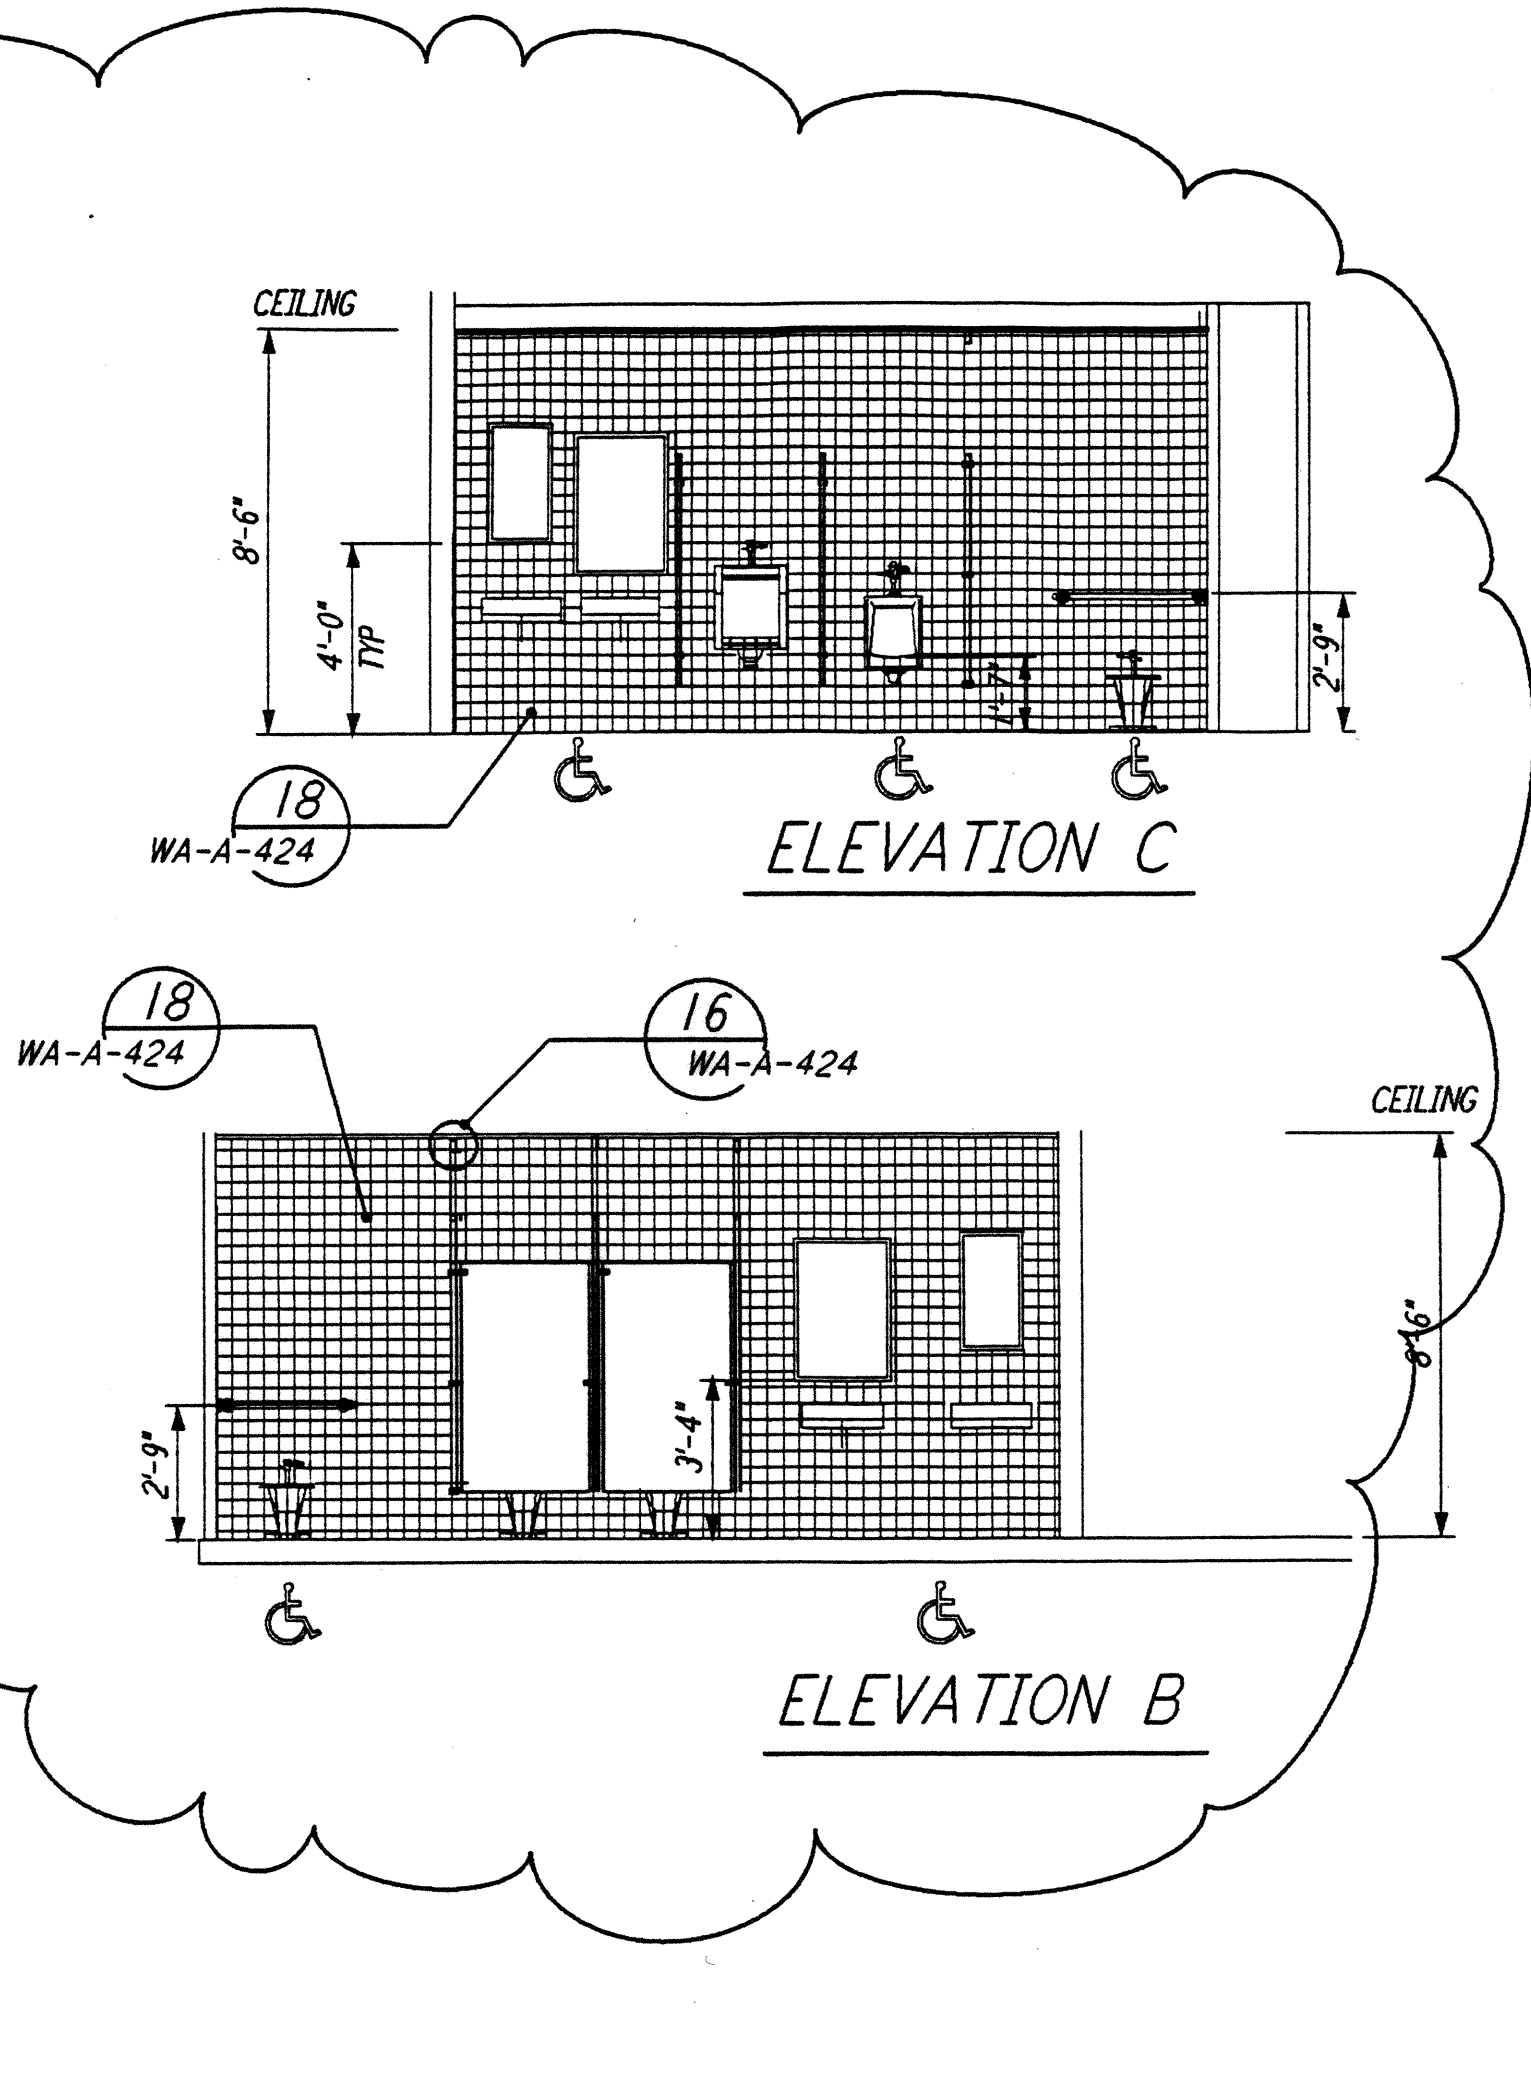 CEILING
8'-6"
4'-0"
TYP
1'-7"
2'-9"
18
WA-A-424
ELEVATION C
18
WA-A-424
16
WA-A-424
CEILING
8'-6"
2'-9"
3'-4"
ELEVATION B